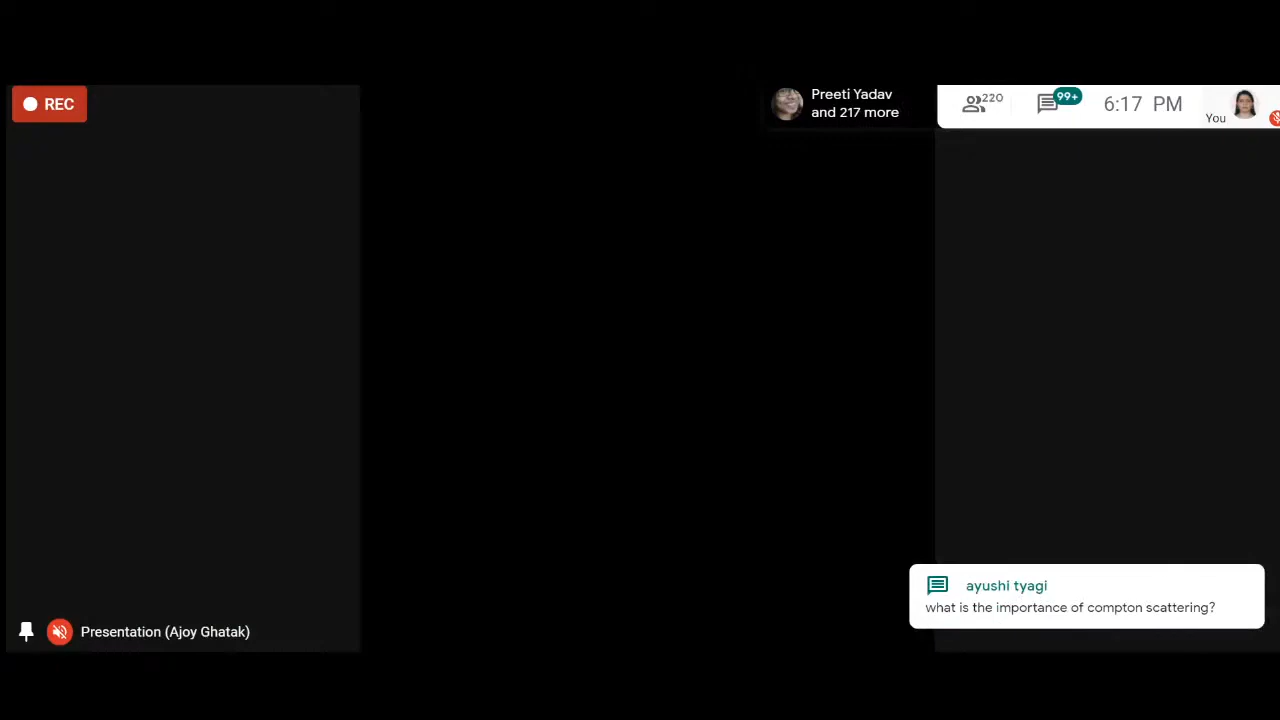 REC
Preeti Yadav
and 217 more
220
99+
6:17 PM
You
ayushi tyagi
what is the importance of compton scattering?
Presentation (Ajoy Ghatak)